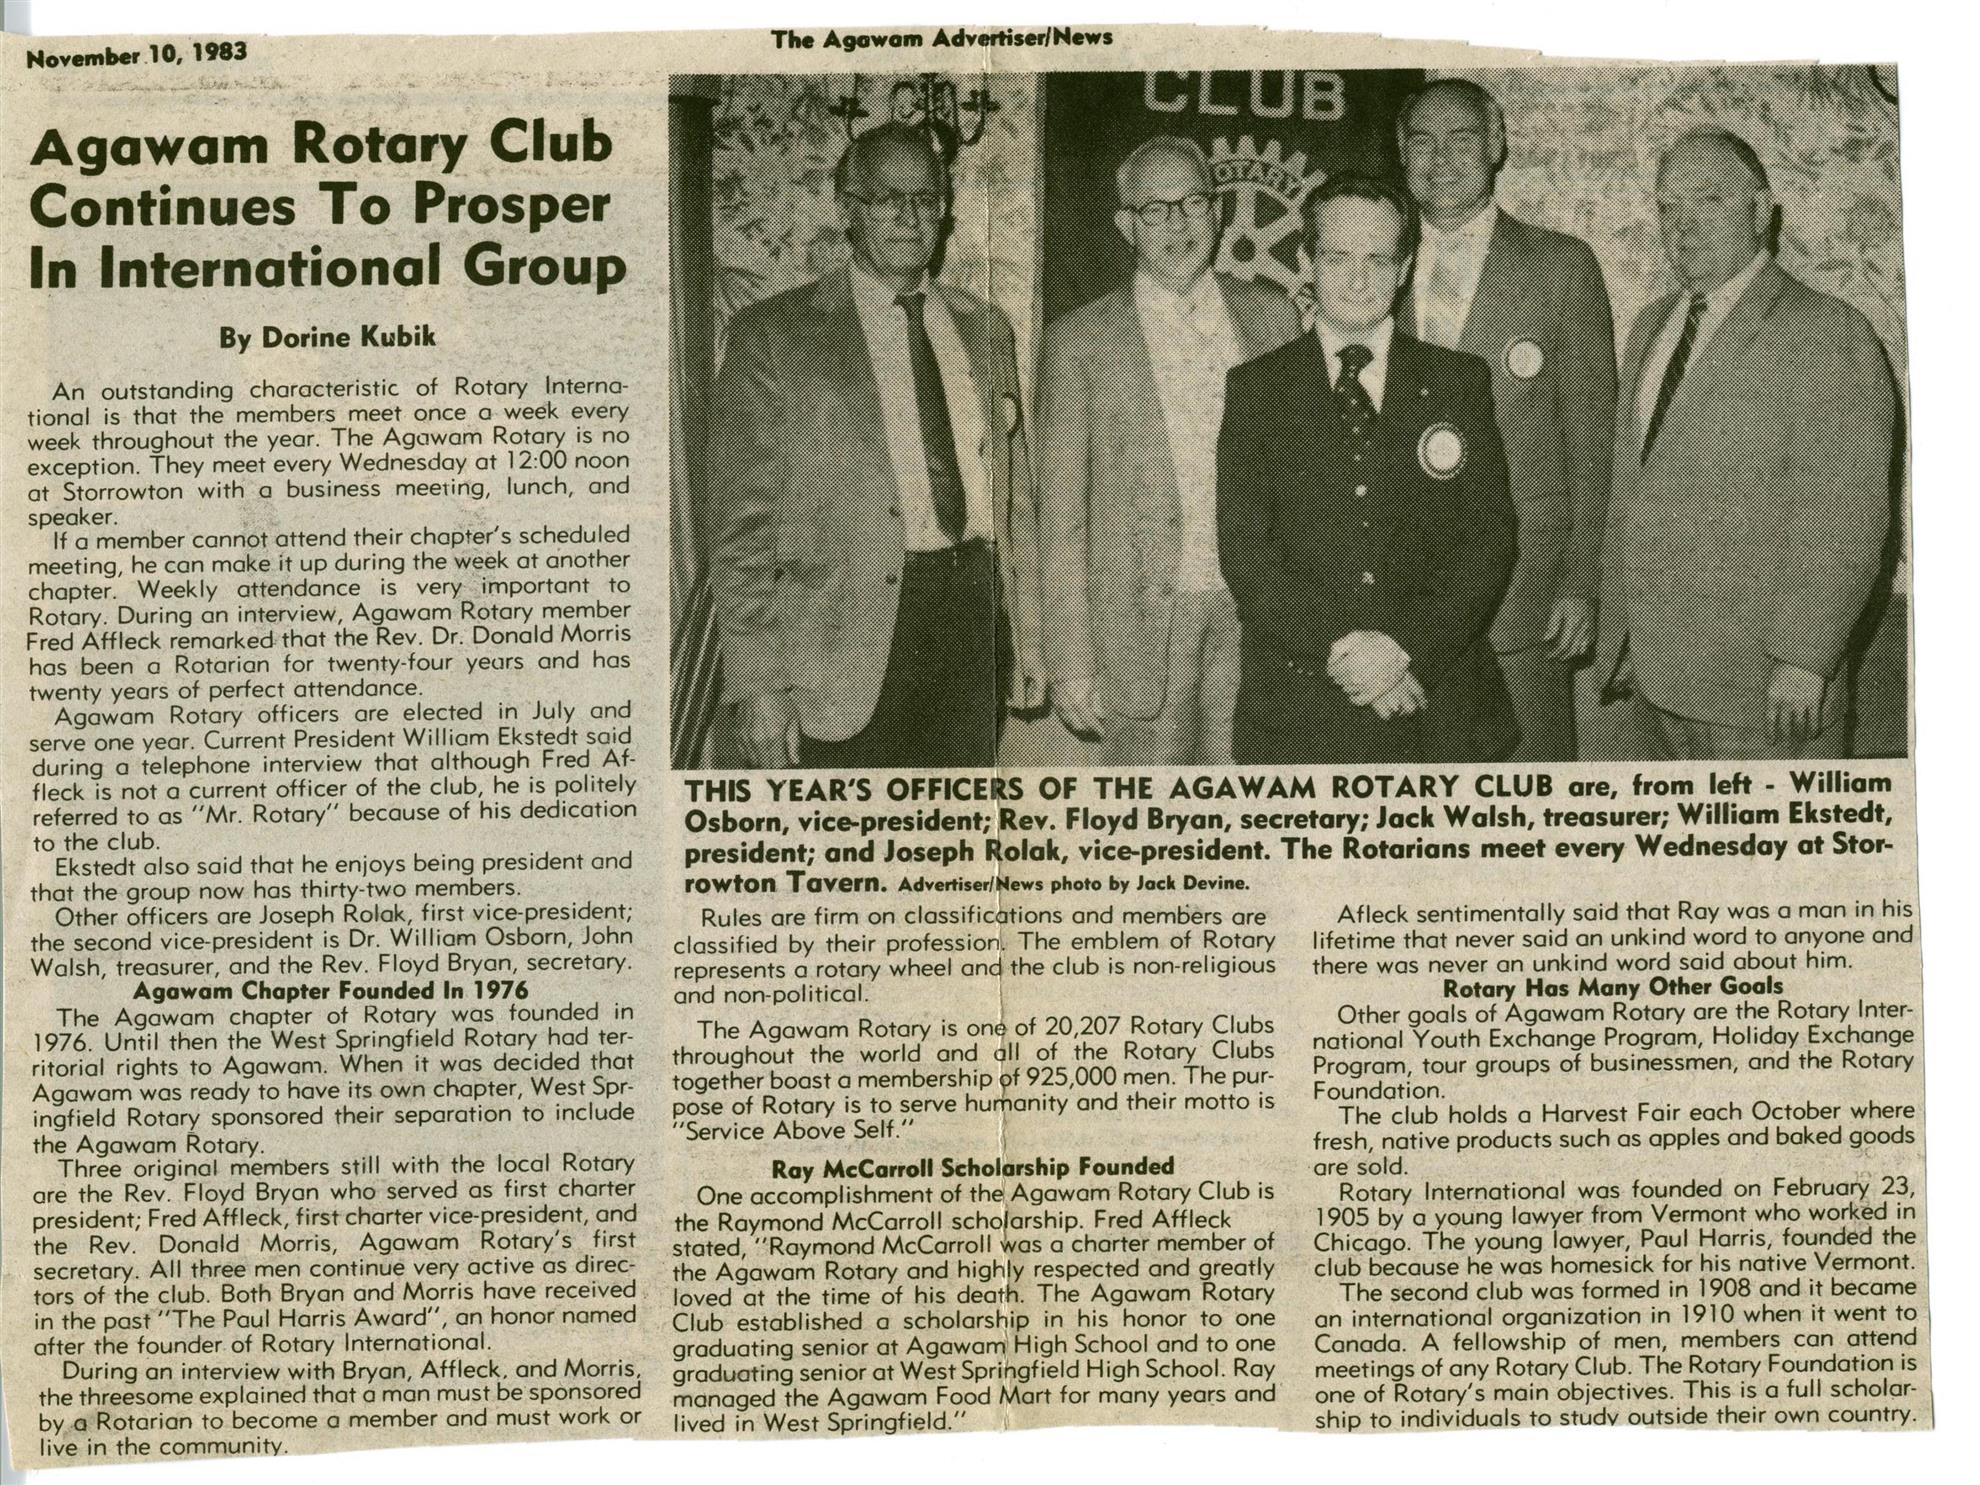 November 10, 1983
The Agawam Advertiser/News
Agawam Rotary Club
Continues To Prosper
In International Group
By Dorine Kubik
An outstanding characteristic of Rotary Interna-
tional is that the members meet once a week every
week throughout the year. The Agawam Rotary is no
exception. They meet every Wednesday at 12:00 noon
at Storrowton with a business meeting, lunch, and
speaker.
If a member cannot attend their chapter's scheduled
meeting, he can make it up during the week at another
chapter. Weekly attendance is very important to
Rotary. During an interview, Agawam Rotary member
Fred Affleck remarked that the Rev. Dr. Donald Morris
has been a Rotarian for twenty-four years and has
twenty years of perfect attendance.
Agawam Rotary officers are elected in July and
serve one year. Current President William Ekstedt said
during a telephone interview that although Fred Af-
fleck is not a current officer of the club, he is politely
referred to as "Mr. Rotary" because of his dedication
to the club.
Ekstedt also said that he enjoys being president and
that the group now has thirty-two members.
Other officers are Joseph Rolak, first vice-president;
the second vice-president is Dr. William Osborn, John
Walsh, treasurer, and the Rev. Floyd Bryan, secretary.
Agawam Chapter Founded In 1976
The Agawam chapter of Rotary was founded in
1976. Until then the West Springfield Rotary had ter-
ritorial rights to Agawam. When it was decided that
Agawam was ready to have its own chapter, West Spr-
ingfield Rotary sponsored their separation to include
the Agawam Rotary.
Three original members still with the local Rotary
are the Rev. Floyd Bryan who served as first charter
president; Fred Affleck, first charter vice-president, and
the Rev. Donald Morris, Agawam Rotary's first
secretary. All three men continue very active as direc-
tors of the club. Both Bryan and Morris have received
in the past "The Paul Harris Award", an honor named
after the founder of Rotary International.
During an interview with Bryan, Affleck, and Morris,
the threesome explained that a man must be sponsored
by a Rotarian to become a member and must work or
live in the community.
CLUB
ROTARY
THIS YEAR'S OFFICERS OF THE AGAWAM ROTARY CLUB are, from left - William
Osborn, vice-president; Rev. Floyd Bryan, secretary; Jack Walsh, treasurer; William Ekstedt,
president; and Joseph Rolak, vice-president. The Rotarians meet every Wednesday at Stor-
rowton Tavern. Advertiser/News photo by Jack Devine.
Rules are firm on classifications and members are
classified by their profession. The emblem of Rotary
represents a rotary wheel and the club is non-religious
and non-political.
The Agawam Rotary is one of 20,207 Rotary Clubs
throughout the world and all of the Rotary Clubs
together boast a membership of 925,000 men. The pur-
pose of Rotary is to serve humanity and their motto is
"Service Above Self."
Ray McCarroll Scholarship Founded
One accomplishment of the Agawam Rotary Club is
the Raymond McCarroll scholarship. Fred Affleck
stated, "Raymond McCarroll was a charter member of
the Agawam Rotary and highly respected and greatly
loved at the time of his death. The Agawam Rotary
Club established a scholarship in his honor to one
graduating senior at Agawam High School and to one
graduating senior at West Springfield High School. Ray
managed the Agawam Food Mart for many years and
lived in West Springfield."
Afleck sentimentally said that Ray was a man in his
lifetime that never said an unkind word to anyone and
there was never an unkind word said about him.
Rotary Has Many Other Goals
Other goals of Agawam Rotary are the Rotary Inter-
national Youth Exchange Program, Holiday Exchange
Program, tour groups of businessmen, and the Rotary
Foundation.
The club holds a Harvest Fair each October where
fresh, native products such as apples and baked goods
are sold.
Rotary International was founded on February 23,
1905 by a young lawyer from Vermont who worked in
Chicago. The young lawyer, Paul Harris, founded the
club because he was homesick for his native Vermont.
The second club was formed in 1908 and it became
an international organization in 1910 when it went to
Canada. A fellowship of men, members can attend
meetings of any Rotary Club. The Rotary Foundation is
one of Rotary's main objectives. This is a full scholar-
ship to individuals to study outside their own country.